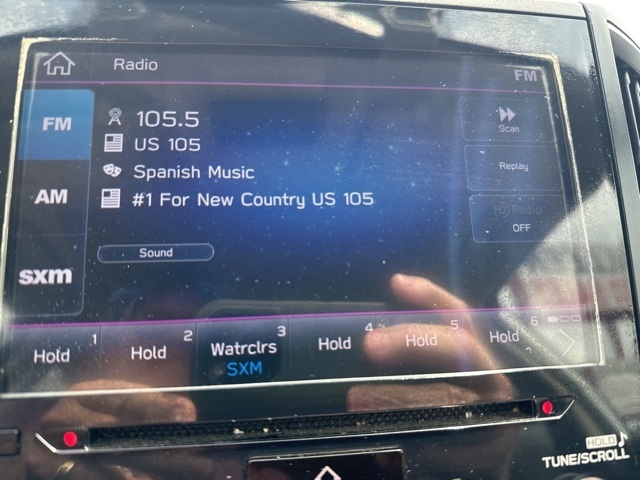 Radio
FM
FM
105.5
US 105
Scan
Spanish Music
Replay
AM
#1 For New Country US 105
Radio
OFF
Sound
sxm
1
Hold
2
Hold
3
Watrclrs
SXM
4
Hold
5
Hold
6
Hold
HOLD
TUNE/SCROLL